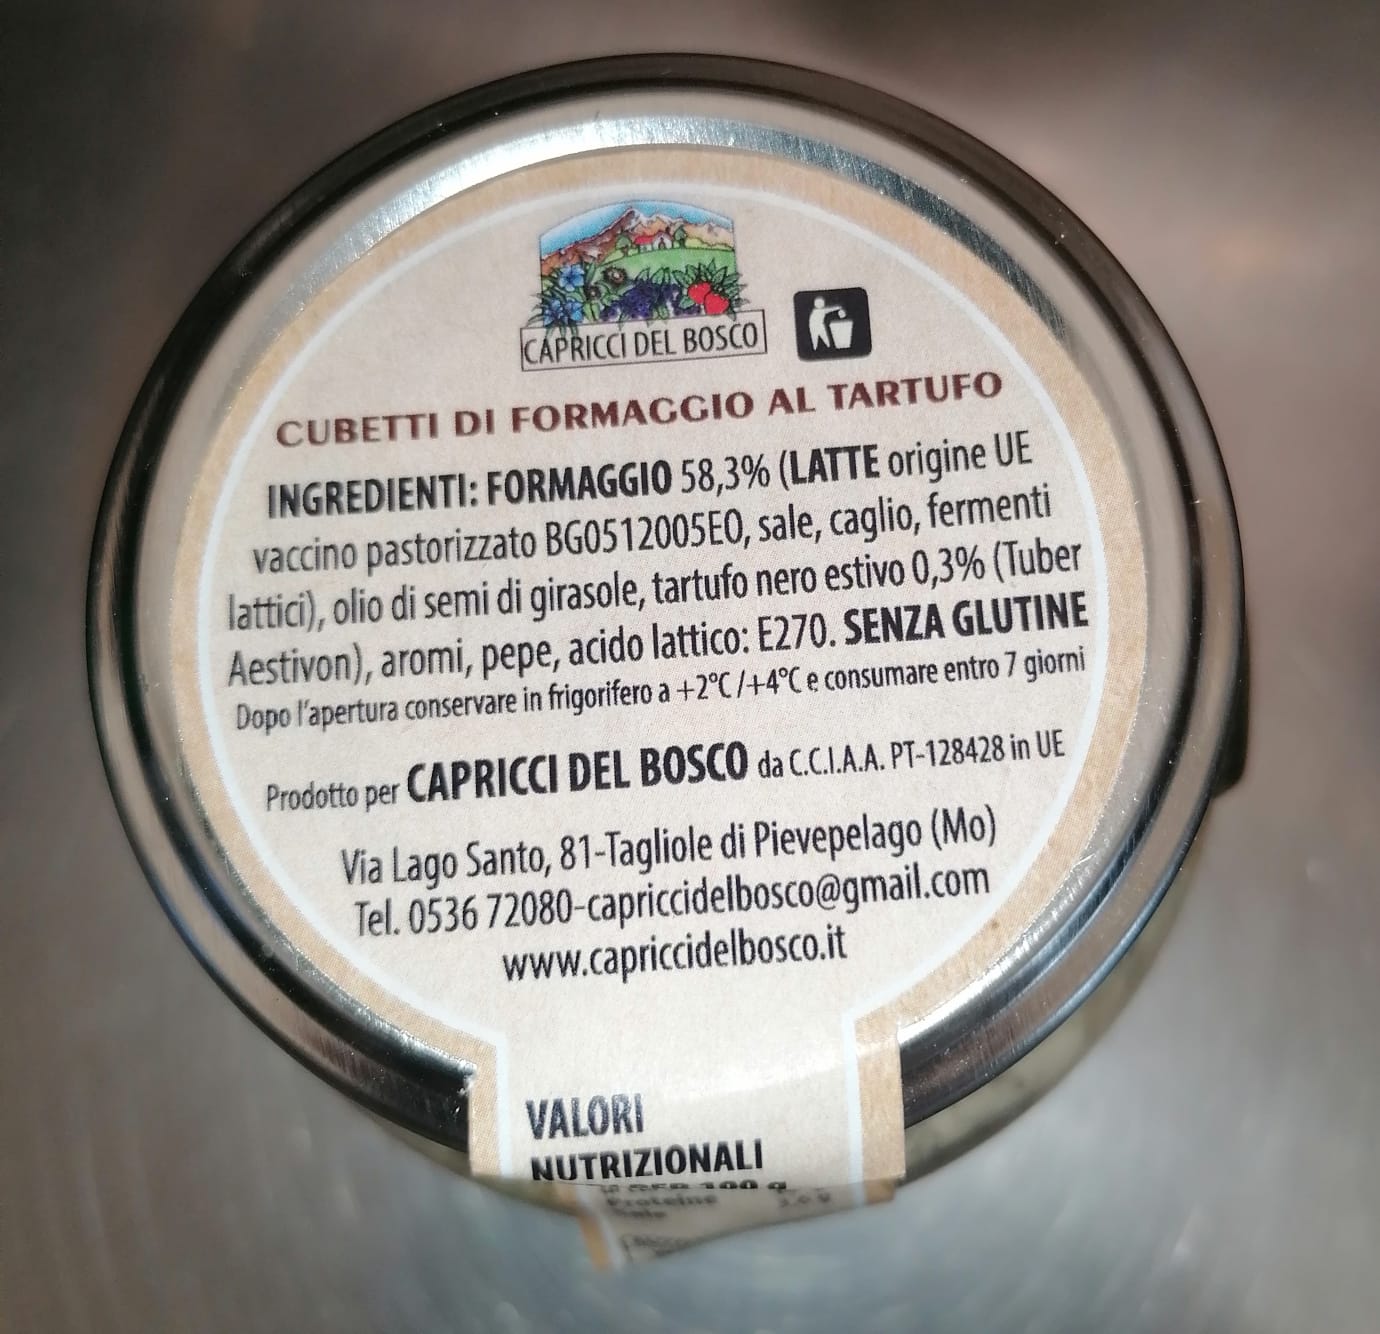 CAPRICCI DEL BOSCO
CUBETTI DI FORMAGGIO AL TARTUFO
INGREDIENTI: FORMAGGIO 58,3% (LATTE origine UE
vaccino pastorizzato BG0512005EO, sale, caglio, fermenti
lattici), olio di semi di girasole, tartufo nero estivo 0,3% (Tuber
Aestivon), aromi, pepe, acido lattico: E270. SENZA GLUTINE
Dopo l'apertura conservare in frigorifero a +2°C /+4°C e consumare entro 7 giorni
Prodotto per CAPRICCI DEL BOSCO da C.C.I.A.A. PT-128428 in UE
Via Lago Santo, 81-Tagliole di Pievepelago (Mo)
Tel. 0536 72080-capriccidelbosco@gmail.com
www.capriccidelbosco.it
VALORI
NUTRIZIONALI
100 g
Proteine